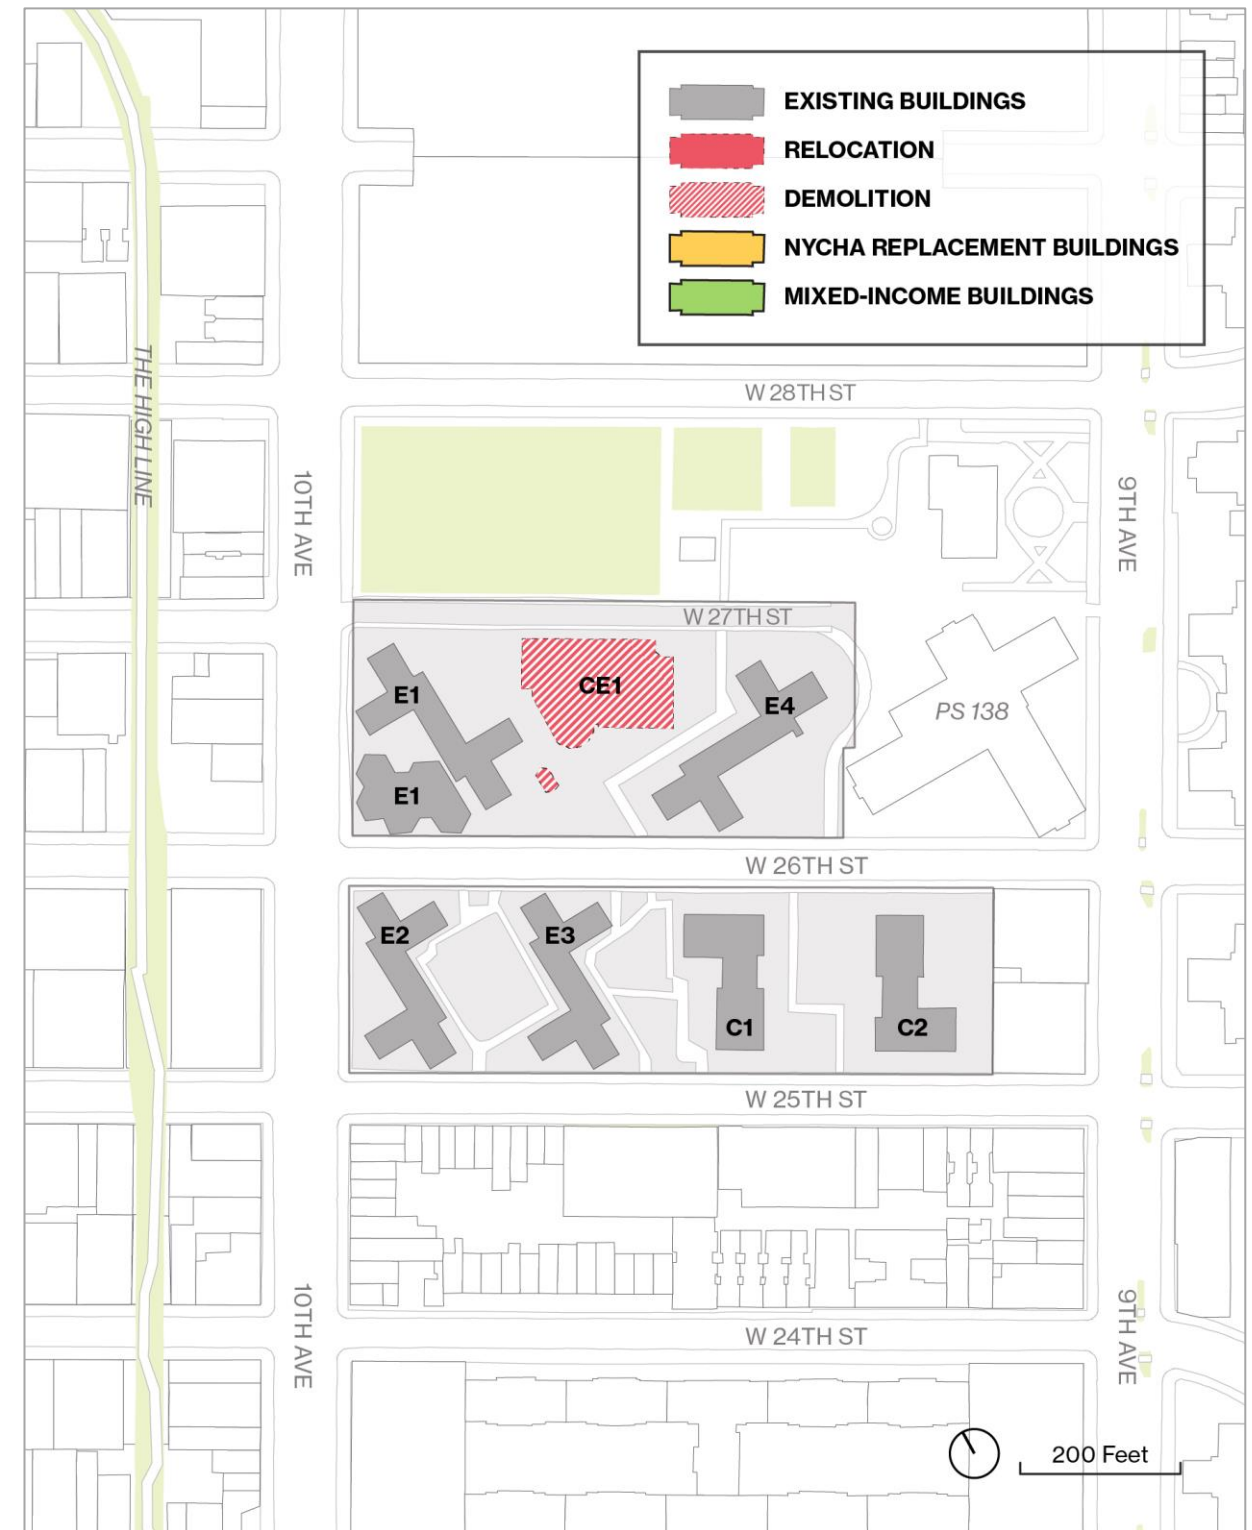 EXISTING BUILDINGS
RELOCATION
DEMOLITION
NYCHA REPLACEMENT BUILDINGS
MIXED-INCOME BUILDINGS
THE HIGH LINE
W 28TH ST
10TH AVE
9TH AVE
W 27TH ST
E1
CE1
E4
PS 138
E1
W 26TH ST
E2
E3
C1
C2
W 25TH ST
10TH AVE
9TH AVE
W 24TH ST
200 Feet